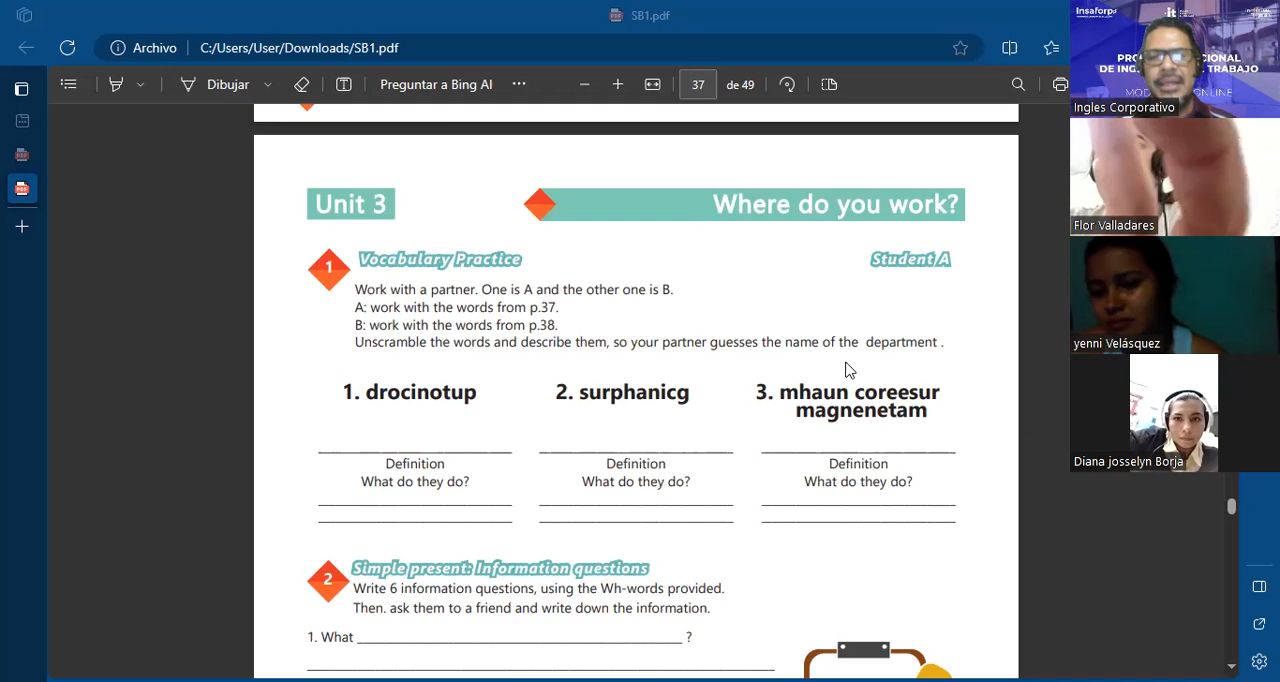 SB1.pdf
Archivo
C:/Users/User/Downloads/SB1.pdf
Dibujar
Preguntar a Bing AI
37
de 49
Unit 3
Where do you work?
1
Vocabulary Practice
Student A
Work with a partner. One is A and the other one is B.
A: work with the words from p.37.
B: work with the words from p.38.
Unscramble the words and describe them, so your partner guesses the name of the department .
1. drocinotup
2. surphanicg
3. mhaun coreesur
magnenetam
Definition
What do they do?
Definition
What do they do?
Definition
What do they do?
2
Simple present: Information questions
Write 6 information questions, using the Wh-words provided.
Then. ask them to a friend and write down the information.
1. What ________________________________________ ?
Insaforp
DE ING
TRABAJO
Ingles Corporativo
Flor Valladares
yenni Velásquez
Diana josselyn Borja